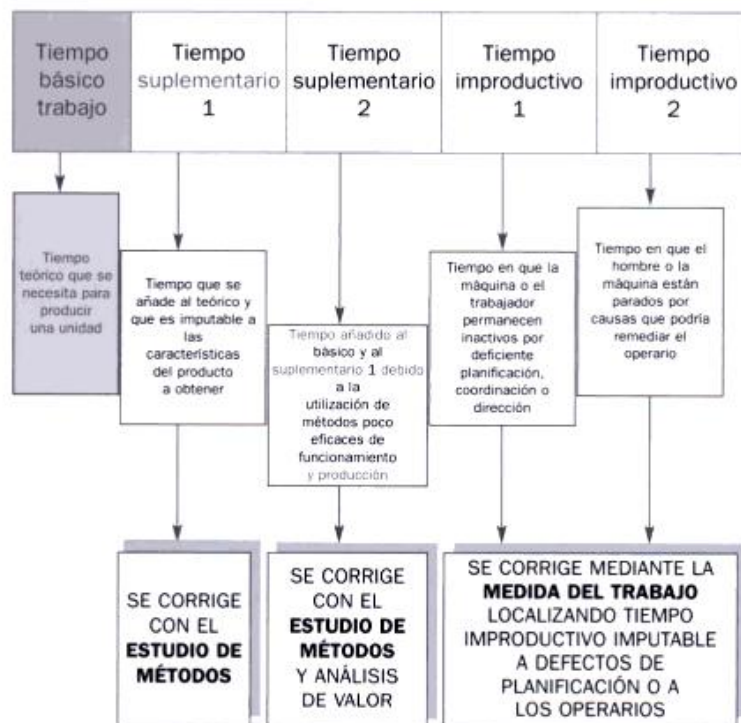 Tiempo
básico
trabajo
Tiempo
suplementario
1
Tiempo
suplementario
2
Tiempo
improductivo
1
Tiempo
improductivo
2
Tiempo
teórico que se
necesita para
producir
una unidad
Tiempo que se
añade al teórico y
que es imputable a
las
características
del producto
a obtener
Tiempo añadido al
básico y al
suplementario 1 debido
a la
utilización de
métodos poco
eficaces de
funcionamiento
y producción
Tiempo en que la
máquina o el
trabajador
permanecen
inactivos por
deficiente
planificación,
coordinación o
dirección
Tiempo en que el
hombre o la
máquina están
parados por
causas que podría
remediar el
operario
SE CORRIGE
CON EL
ESTUDIO DE
MÉTODOS
SE CORRIGE
CON EL
ESTUDIO DE
MÉTODOS
Y ANÁLISIS
DE VALOR
SE CORRIGE MEDIANTE LA
MEDIDA DEL TRABAJO
LOCALIZANDO TIEMPO
IMPRODUCTIVO IMPUTABLE
A DEFECTOS DE
PLANIFICACIÓN O A
LOS OPERARIOS